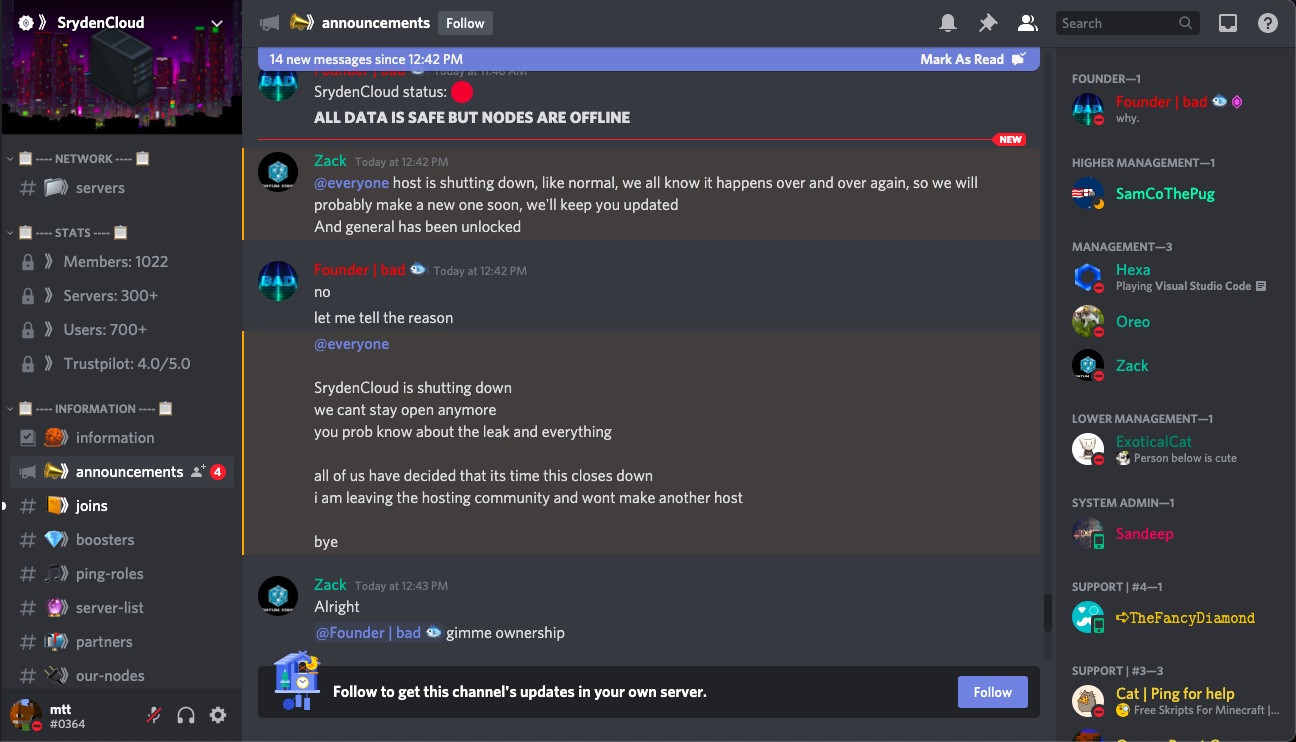 SrydenCloud
---- NETWORK ----
servers
---- STATS ----
Members: 1022
Servers: 300+
Users: 700+
Trustpilot: 4.0/5.0
---- INFORMATION ----
information
announcements 4
joins
boosters
ping-roles
server-list
partners
our-nodes
mtt
#0364
announcements Follow
Search
14 new messages since 12:42 PM Mark As Read
Founder | bad Today at 11:46 AM
SrydenCloud status:
ALL DATA IS SAFE BUT NODES ARE OFFLINE
NEW
Zack Today at 12:42 PM
@everyone host is shutting down, like normal, we all know it happens over and over again, so we will
probably make a new one soon, we'll keep you updated
And general has been unlocked
BAD
Founder | bad Today at 12:42 PM
no
let me tell the reason
@everyone
SrydenCloud is shutting down
we cant stay open anymore
you prob know about the leak and everything
all of us have decided that its time this closes down
i am leaving the hosting community and wont make another host
bye
Zack Today at 12:43 PM
Alright
@Founder | bad gimme ownership
Follow to get this channel's updates in your own server. Follow
FOUNDER—1
BAD
Founder | bad
why.
HIGHER MANAGEMENT—1
SamCoThePug
MANAGEMENT—3
Hexa
Playing Visual Studio Code
Oreo
Zack
LOWER MANAGEMENT—1
ExoticalCat
Person below is cute
SYSTEM ADMIN—1
Sandeep
SUPPORT | #4—1
➪TheFancyDiamond
SUPPORT | #3—3
Cat | Ping for help
Free Skripts For Minecraft |...